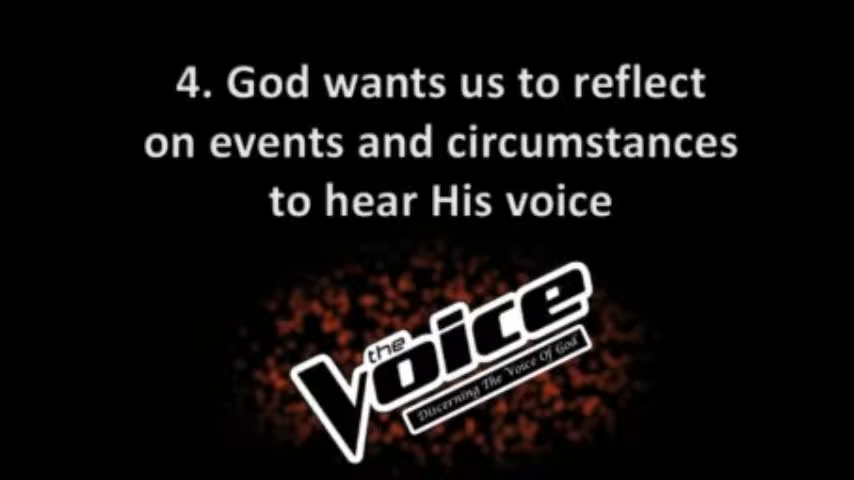 4. God wants us to reflect
on events and circumstances
to hear His voice
the
Voice
Discerning The Voice Of God